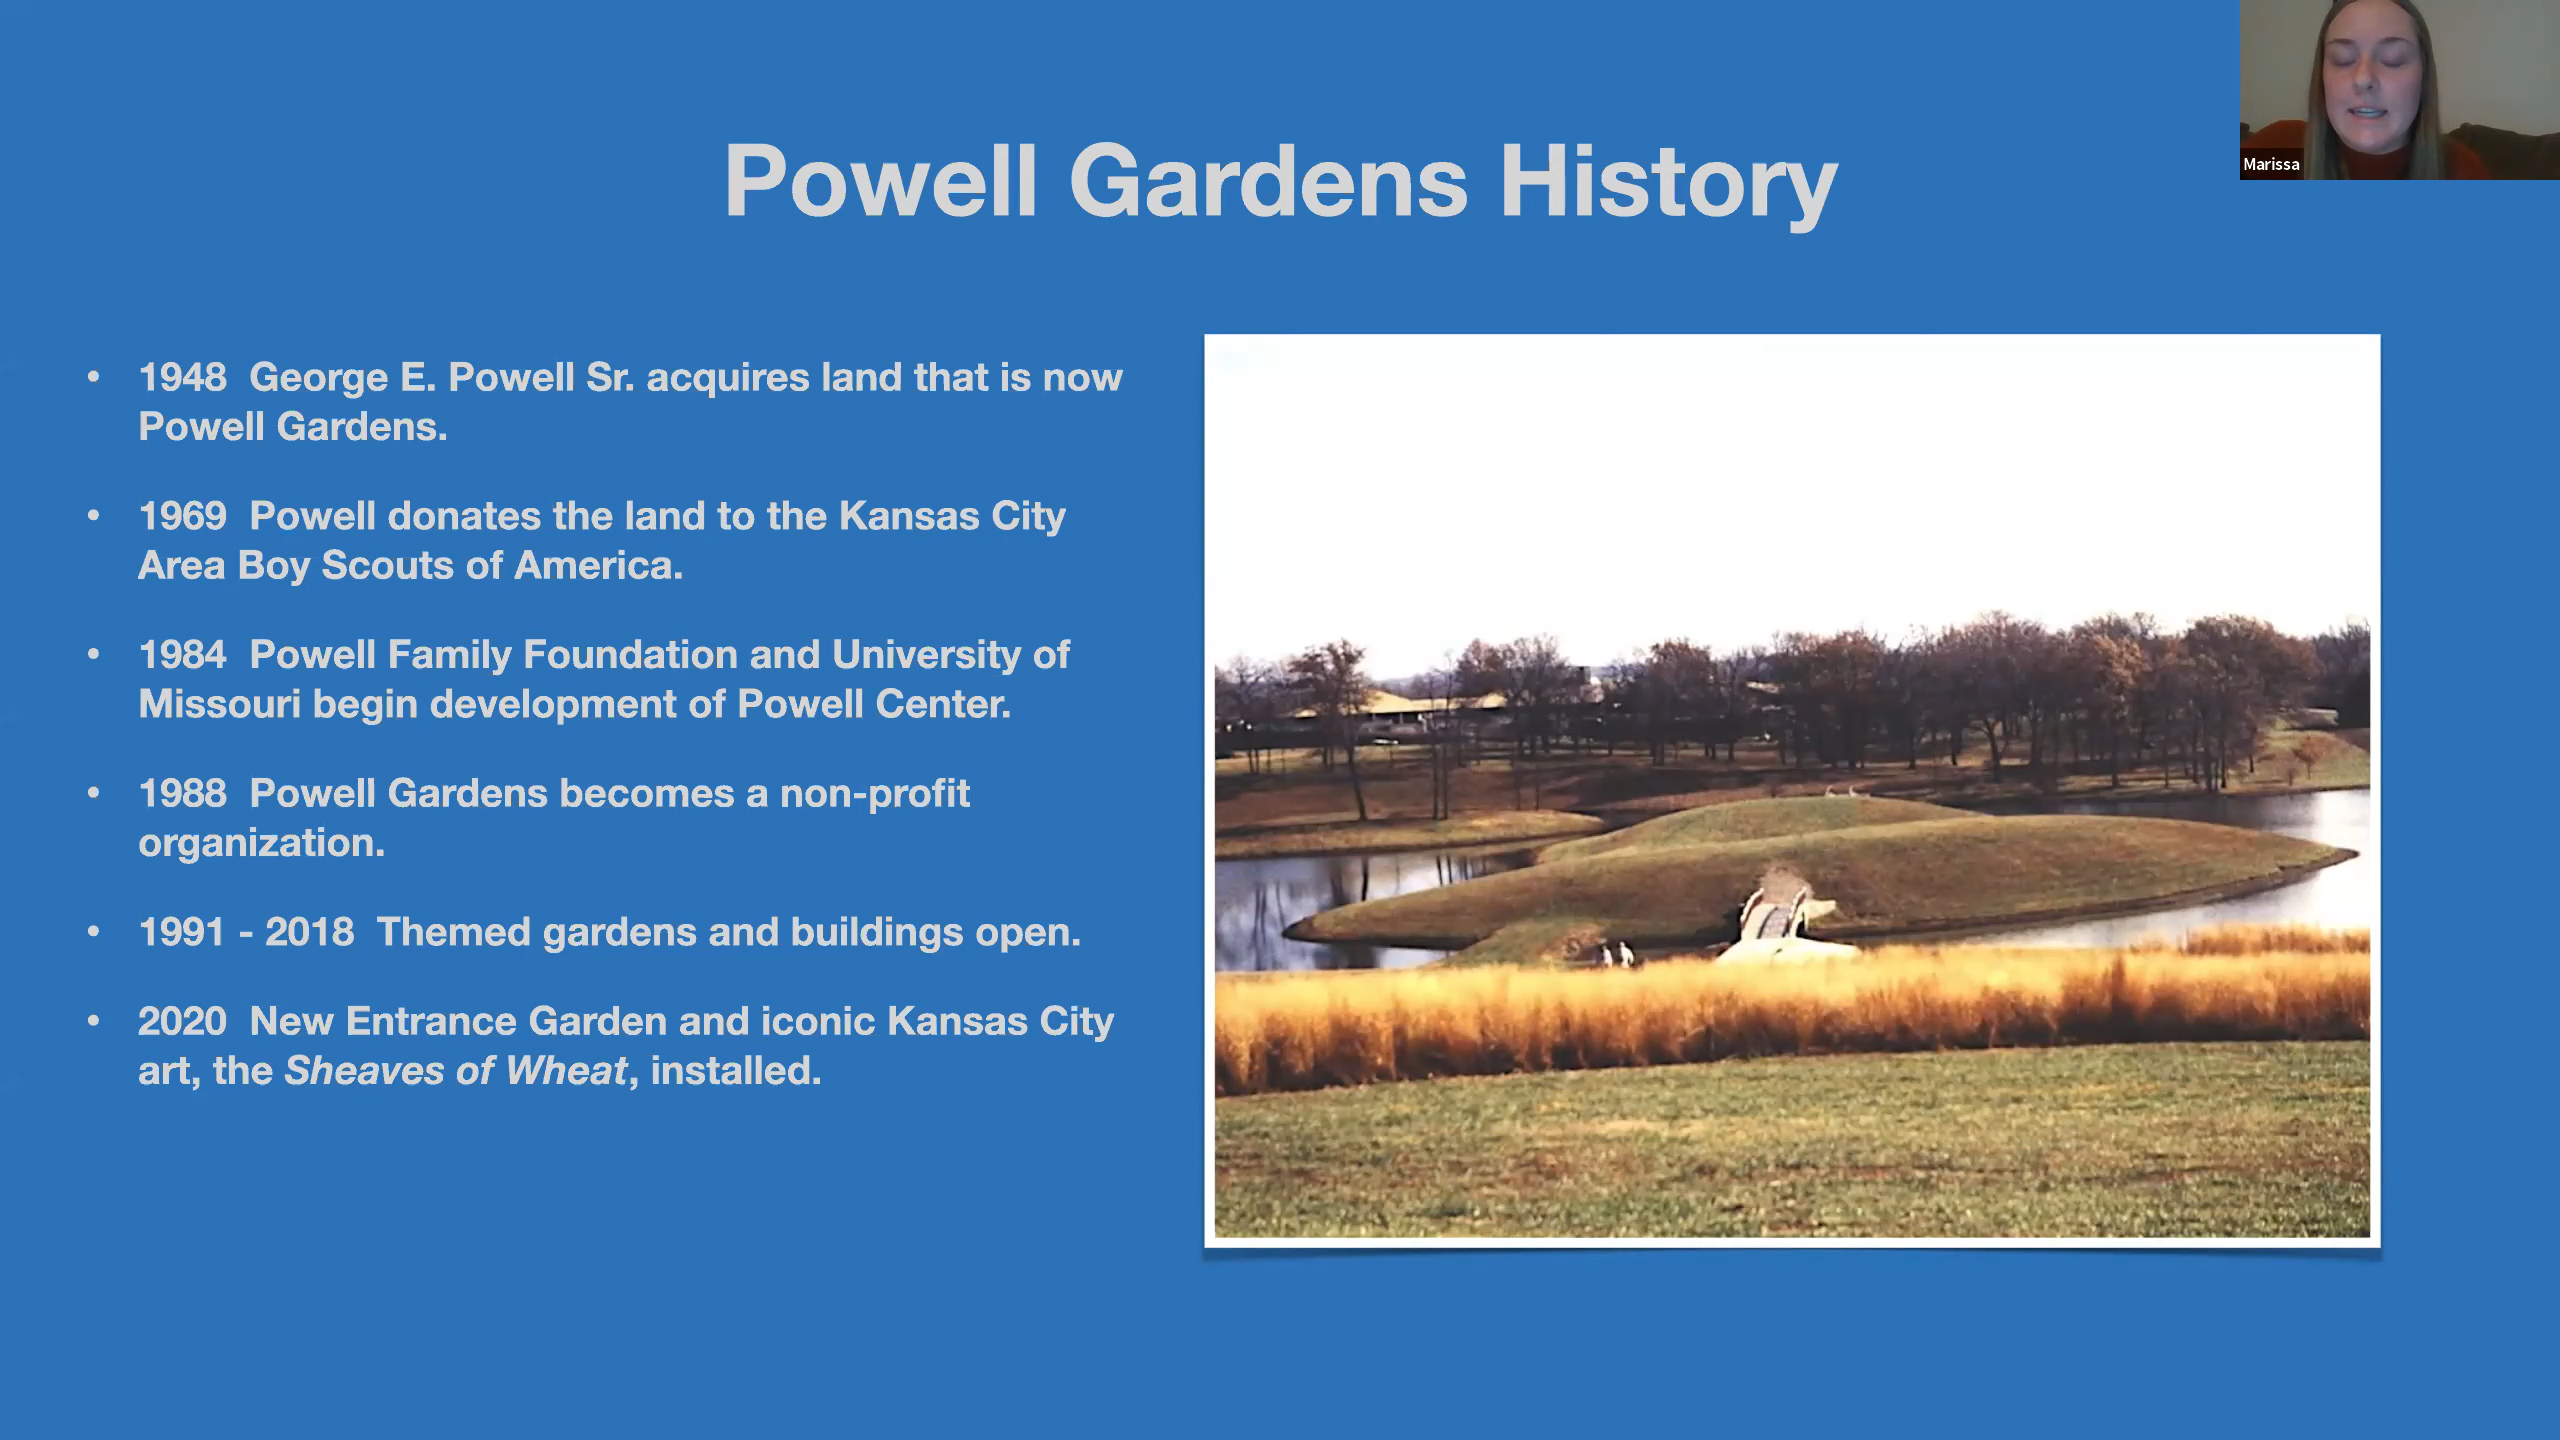 Marissa
Powell Gardens History
• 1948 George E. Powell Sr. acquires land that is now
Powell Gardens.
• 1969 Powell donates the land to the Kansas City
Area Boy Scouts of America.
• 1984 Powell Family Foundation and University of
Missouri begin development of Powell Center.
• 1988 Powell Gardens becomes a non-profit
organization.
• 1991 - 2018 Themed gardens and buildings open.
• 2020 New Entrance Garden and iconic Kansas City
art, the Sheaves of Wheat, installed.